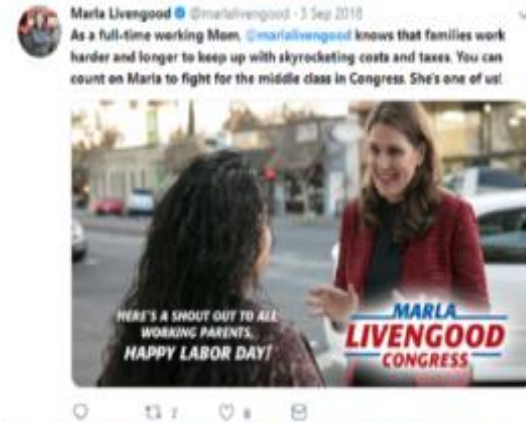 Marla Livengood @marlalivengood · 3 Sep 2018
As a full-time working Mom, @marlalivengood knows that families work
harder and longer to keep up with skyrocketing costs and taxes. You can
count on Marla to fight for the middle class in Congress. She's one of us!
HERE'S A SHOUT OUT TO ALL
WORKING PARENTS.
HAPPY LABOR DAY!
MARLA
LIVENGOOD
CONGRESS
7 8